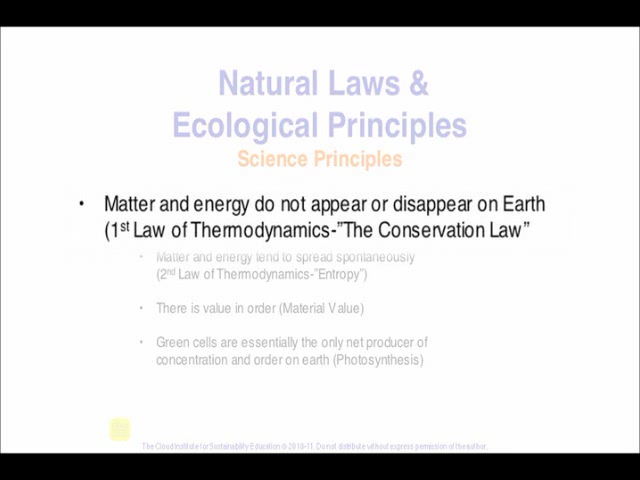 Natural Laws &
Ecological Principles
Science Principles
• Matter and energy do not appear or disappear on Earth
(1st Law of Thermodynamics-"The Conservation Law"
• Matter and energy tend to spread spontaneously
(2nd Law of Thermodynamics-"Entropy")
• There is value in order (Material Value)
• Green cells are essentially the only net producer of
concentration and order on earth (Photosynthesis)
The Cloud Institute for Sustainability Education © 2010-11. Do not distribute without express permission of the author.